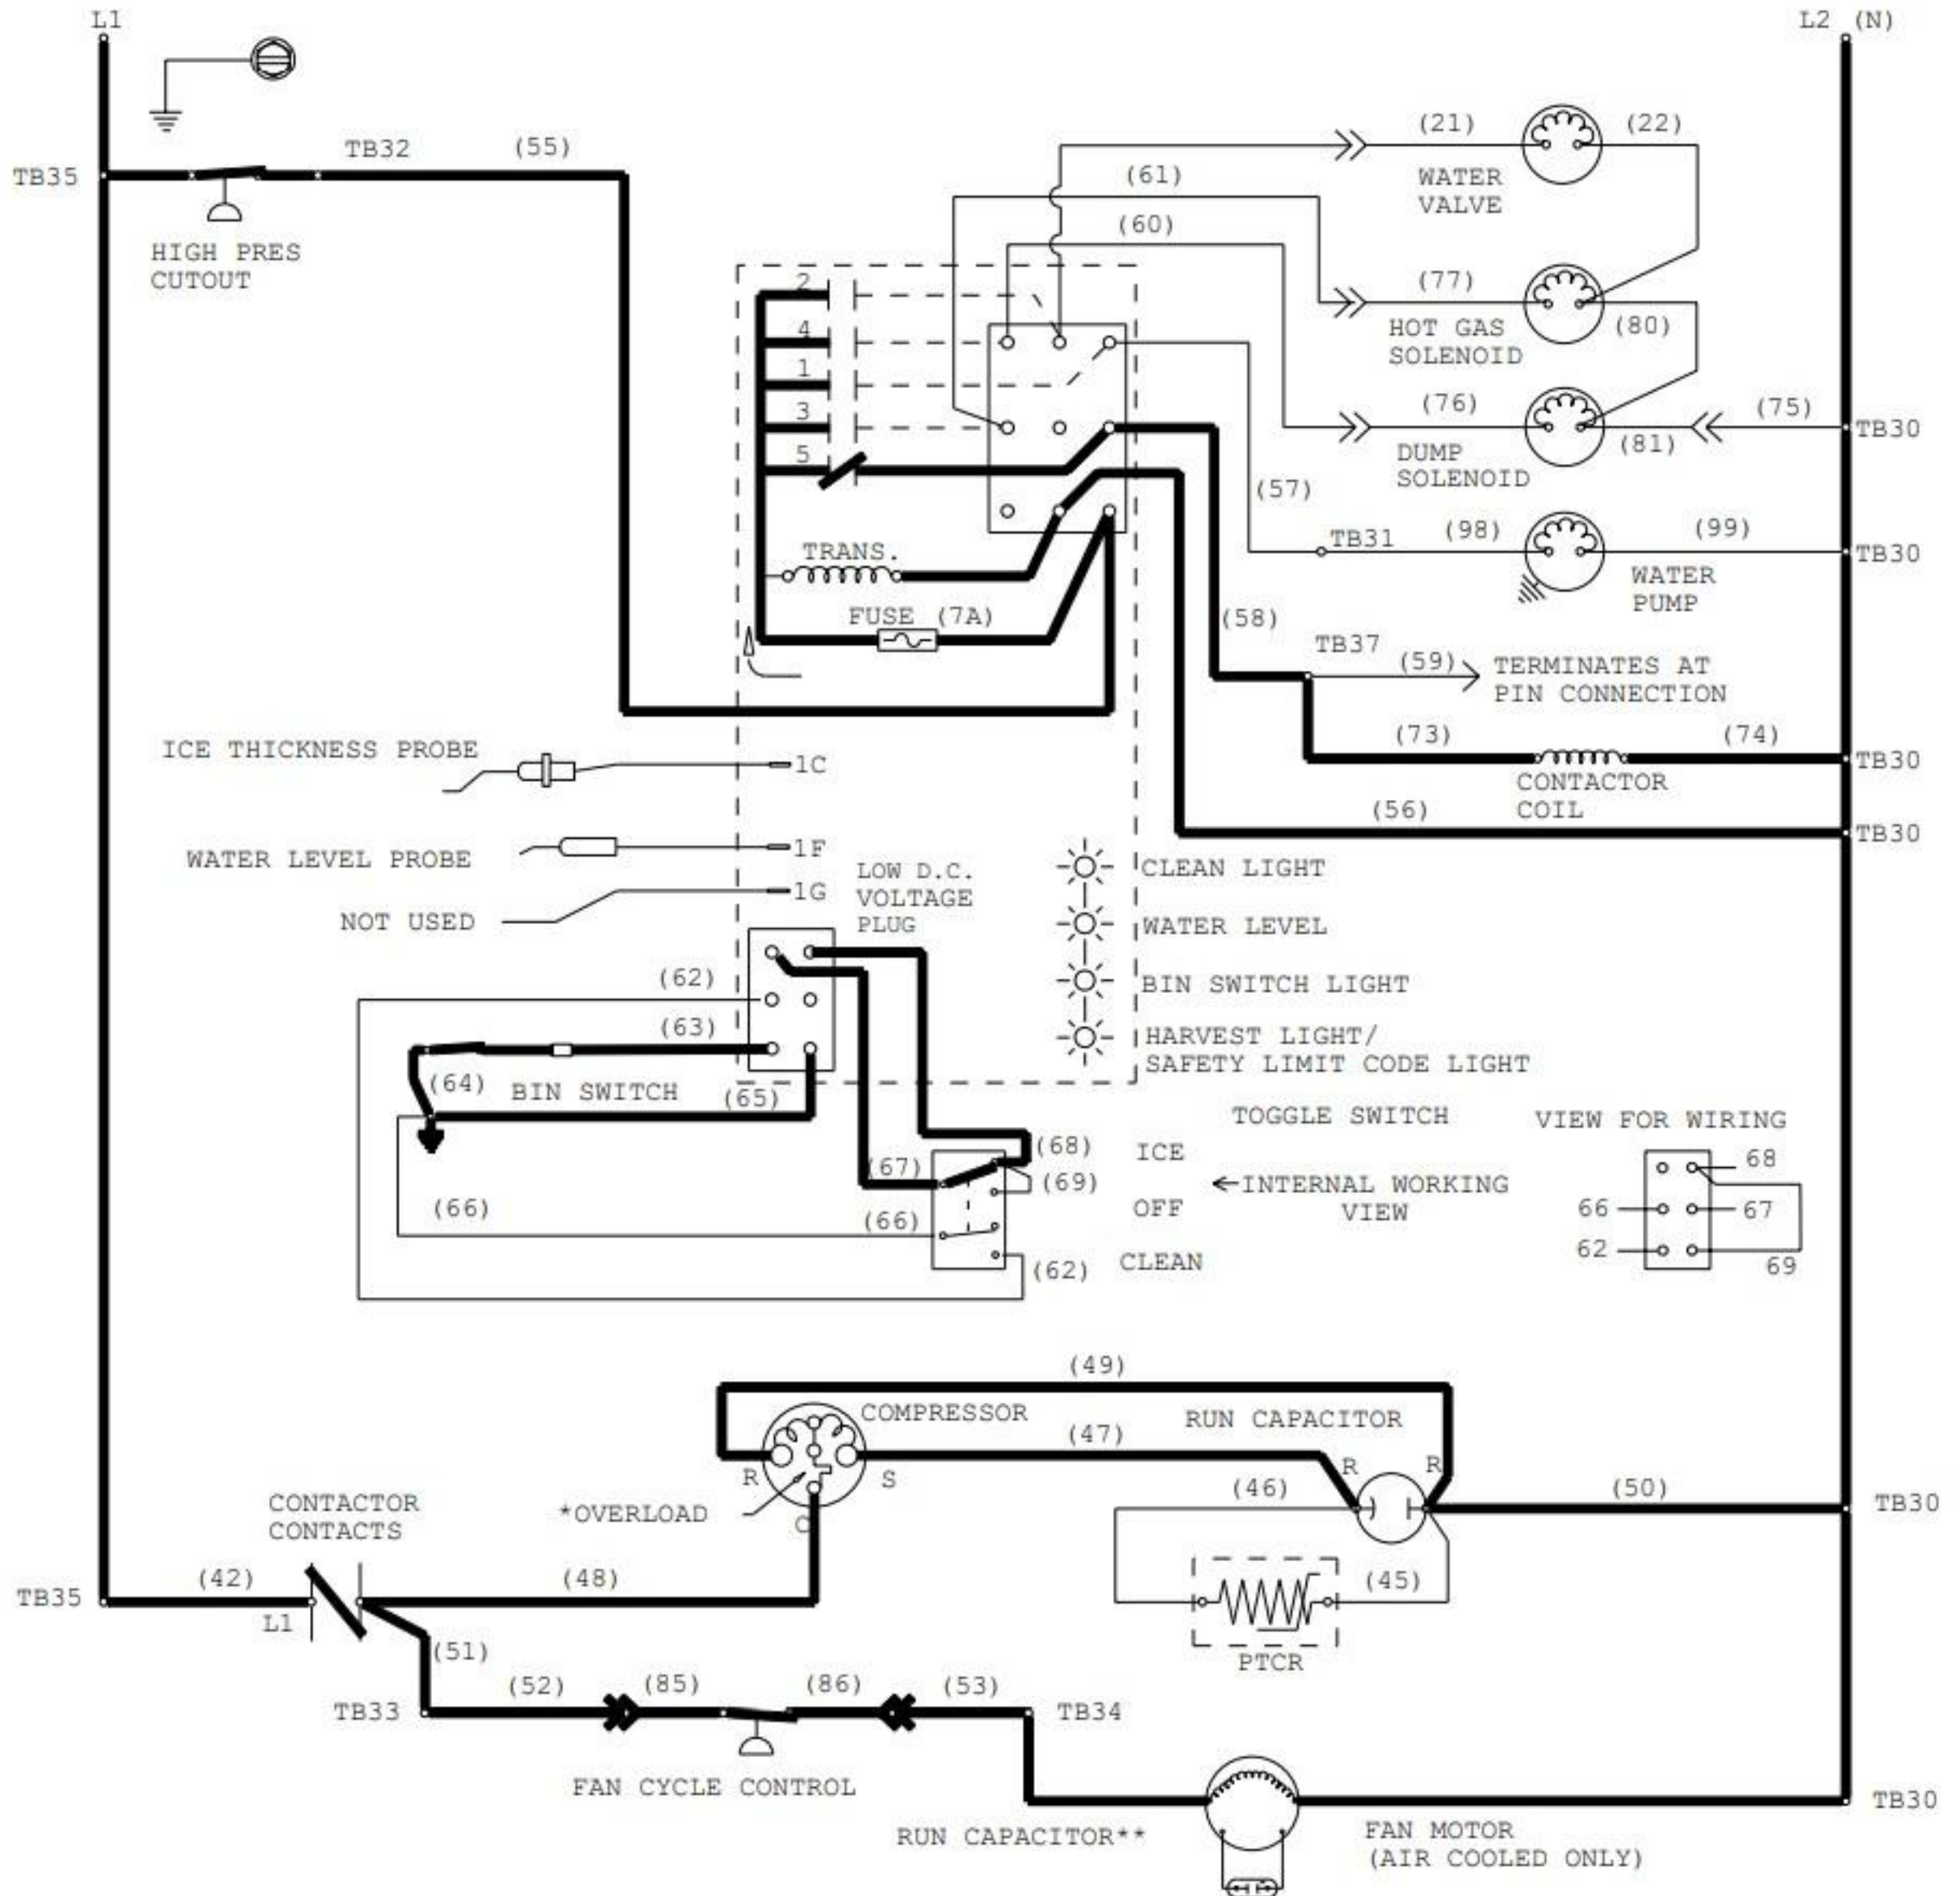 L1
L2 (N)
TB35
TB32
(55)
HIGH PRES
CUTOUT
(21)
(22)
WATER
VALVE
(61)
(60)
(77)
HOT GAS
SOLENOID
(80)
2
4
1
3
5
(76)
(75)
TB30
DUMP
SOLENOID
(81)
(57)
TB31
(98)
(99)
TB30
WATER
PUMP
TRANS.
FUSE (7A)
(58)
TB37
(59)
TERMINATES AT
PIN CONNECTION
(73)
(74)
TB30
CONTACTOR
COIL
(56)
TB30
ICE THICKNESS PROBE
1C
WATER LEVEL PROBE
1F
NOT USED
1G
LOW D.C.
VOLTAGE
PLUG
CLEAN LIGHT
WATER LEVEL
BIN SWITCH LIGHT
HARVEST LIGHT/
SAFETY LIMIT CODE LIGHT
(62)
(63)
(64)
BIN SWITCH
(65)
TOGGLE SWITCH
VIEW FOR WIRING
(68)
ICE
(67)
(69)
INTERNAL WORKING
VIEW
(66)
(66)
OFF
(62)
CLEAN
68
66
67
62
69
(49)
COMPRESSOR
RUN CAPACITOR
(47)
R
S
R
R
*OVERLOAD
C
(46)
(50)
TB30
CONTACTOR
CONTACTS
TB35
(42)
L1
(48)
(45)
PTCR
(51)
TB33
(52)
(85)
(86)
(53)
TB34
FAN CYCLE CONTROL
TB30
RUN CAPACITOR**
FAN MOTOR
(AIR COOLED ONLY)